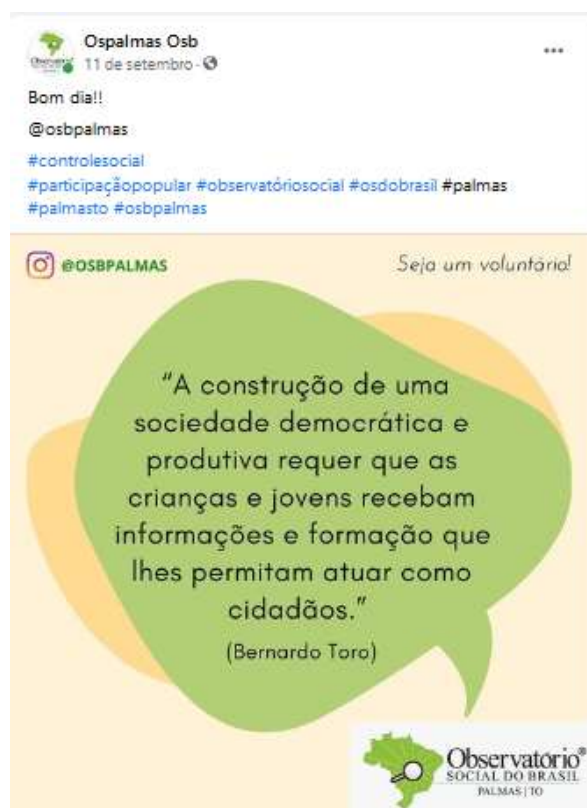 Ospalmas Osb
11 de setembro ·
Bom dia!!
@osbpalmas
#controlesocial
#participaçãopopular #observatóriosocial #osdobrasil #palmas
#palmasto #osbpalmas
@OSBPALMAS
Seja um voluntário!
“A construção de uma
sociedade democrática e
produtiva requer que as
crianças e jovens recebam
informações e formação que
lhes permitam atuar como
cidadãos.”
(Bernardo Toro)
Observatório®
SOCIAL DO BRASIL
PALMAS | TO